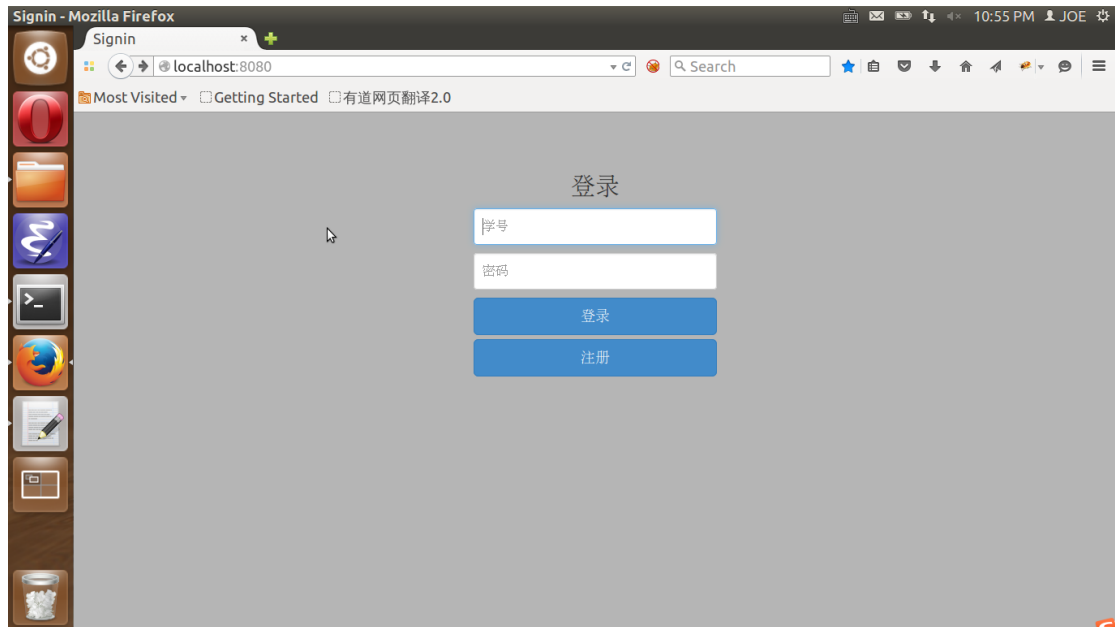 Signin - Mozilla Firefox
10:55 PM JOE
Signin
localhost:8080
Search
Most Visited Getting Started 有道网页翻译2.0
登录
学号
密码
登录
注册